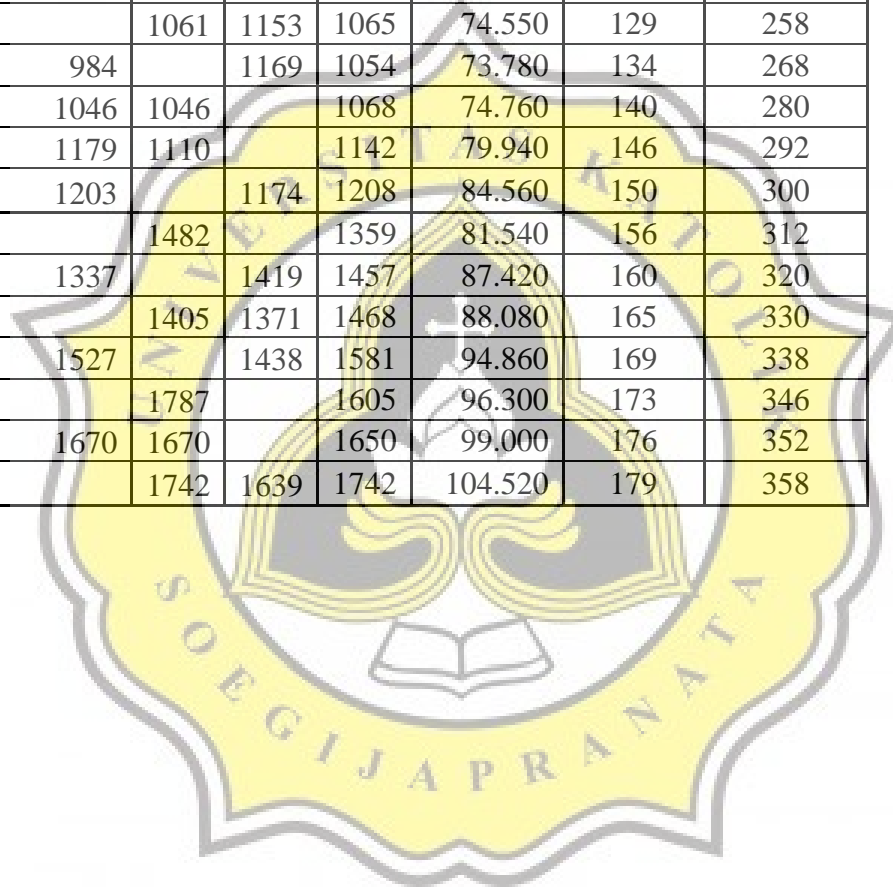 1061 1153 1065 74.550 129 258
984 1169 1054 73.780 134 268
1046 1046 1068 74.760 140 280
1179 1110 1142 79.940 146 292
1203 1174 1208 84.560 150 300
1482 1359 81.540 156 312
1337 1419 1457 87.420 160 320
1405 1371 1468 88.080 165 330
1527 1438 1581 94.860 169 338
1787 1605 96.300 173 346
1670 1670 1650 99.000 176 352
1742 1639 1742 104.520 179 358
UNIVERSITAS KATOLIK
SOEGIJAPRANATA